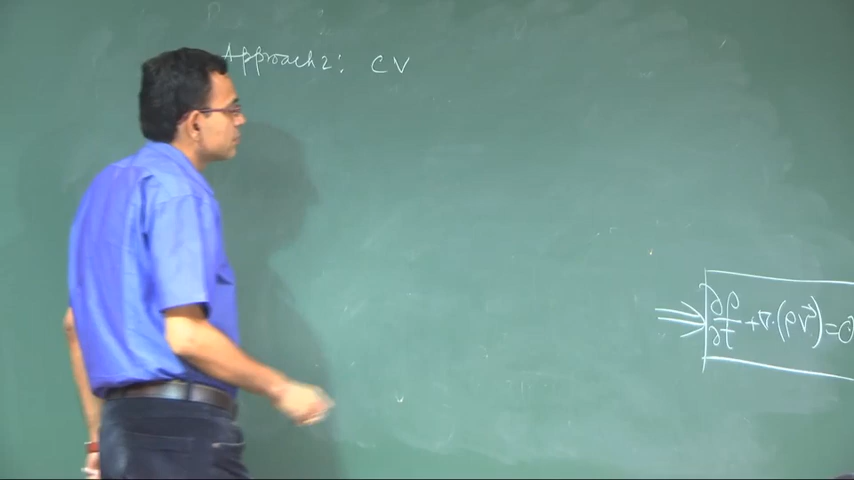 Approach 2: CV
⇒ ∂ρ/∂t + ∇·(ρV⃗) = 0